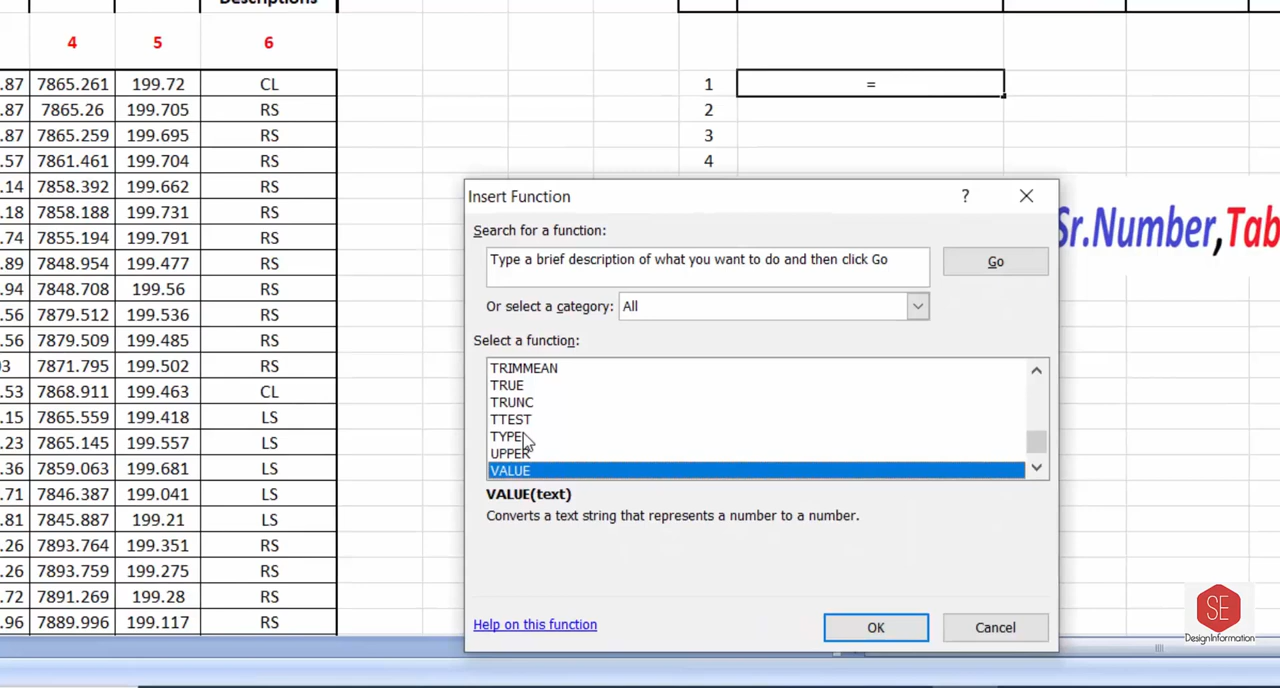 Descriptions
4 5 6
.87 7865.261 199.72 CL 1 =
.87 7865.26 199.705 RS 2
.87 7865.259 199.695 RS 3
.57 7861.461 199.704 RS 4
.14 7858.392 199.662 RS
.18 7858.188 199.731 RS
.74 7855.194 199.791 RS
.89 7848.954 199.477 RS
.94 7848.708 199.56 RS
.56 7879.512 199.536 RS
.56 7879.509 199.485 RS
03 7871.795 199.502 RS
.53 7868.911 199.463 CL
.15 7865.559 199.418 LS
.23 7865.145 199.557 LS
.36 7859.063 199.681 LS
.71 7846.387 199.041 LS
.81 7845.887 199.21 LS
.26 7893.764 199.351 RS
.26 7893.759 199.275 RS
.72 7891.269 199.28 RS
.96 7889.996 199.117 RS
Insert Function ?
Search for a function:
Type a brief description of what you want to do and then click Go
Go
Or select a category: All
Select a function:
TRIMMEAN
TRUE
TRUNC
TTEST
TYPE
UPPER
VALUE
VALUE(text)
Converts a text string that represents a number to a number.
Help on this function
OK Cancel
Sr.Number,Tab
SE
DesignInformation